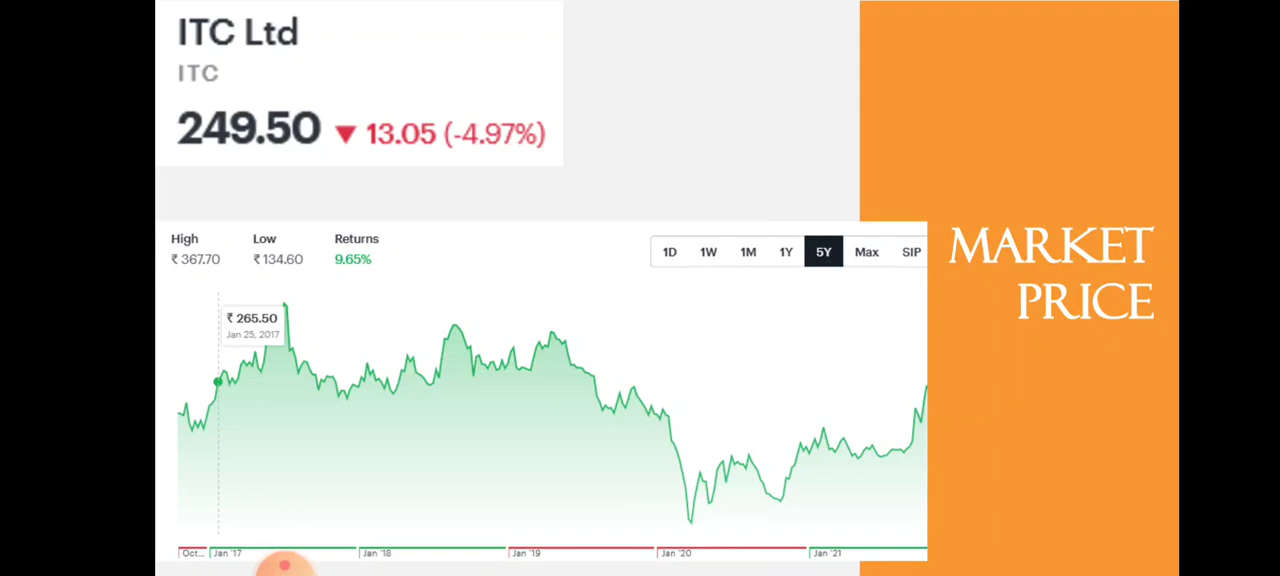 ITC Ltd
ITC
249.50 ▼ 13.05 (-4.97%)
High Low Returns
₹ 367.70 ₹ 134.60 9.65%
1D 1W 1M 1Y 5Y Max SIP
MARKET
PRICE
₹ 265.50
Jan 25, 2017
Oct... Jan '17 Jan '18 Jan '19 Jan '20 Jan '21